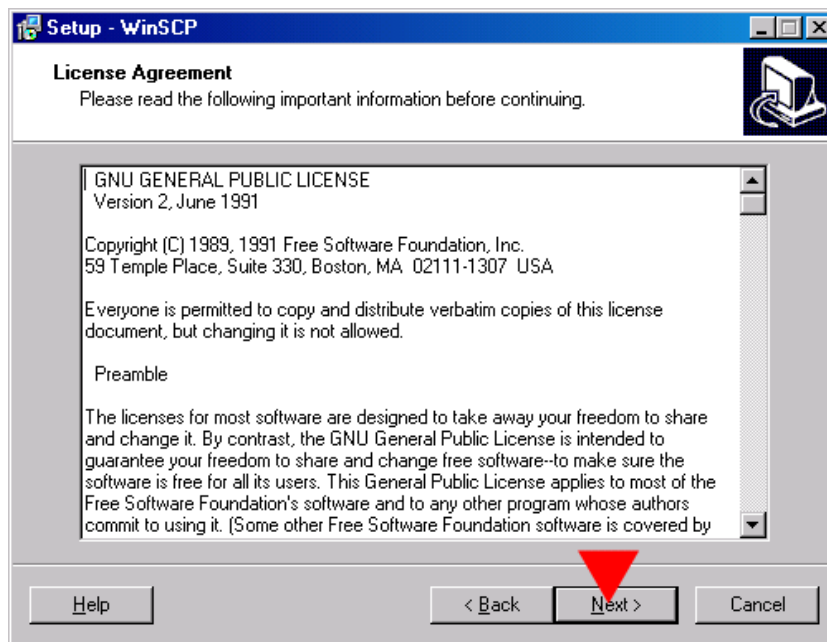 Setup - WinSCP
License Agreement
Please read the following important information before continuing.
GNU GENERAL PUBLIC LICENSE
Version 2, June 1991
Copyright (C) 1989, 1991 Free Software Foundation, Inc.
59 Temple Place, Suite 330, Boston, MA  02111-1307  USA
Everyone is permitted to copy and distribute verbatim copies of this license
document, but changing it is not allowed.
Preamble
The licenses for most software are designed to take away your freedom to share
and change it. By contrast, the GNU General Public License is intended to
guarantee your freedom to share and change free software--to make sure the
software is free for all its users. This General Public License applies to most of the
Free Software Foundation's software and to any other program whose authors
commit to using it. (Some other Free Software Foundation software is covered by
Help
< Back
Next >
Cancel